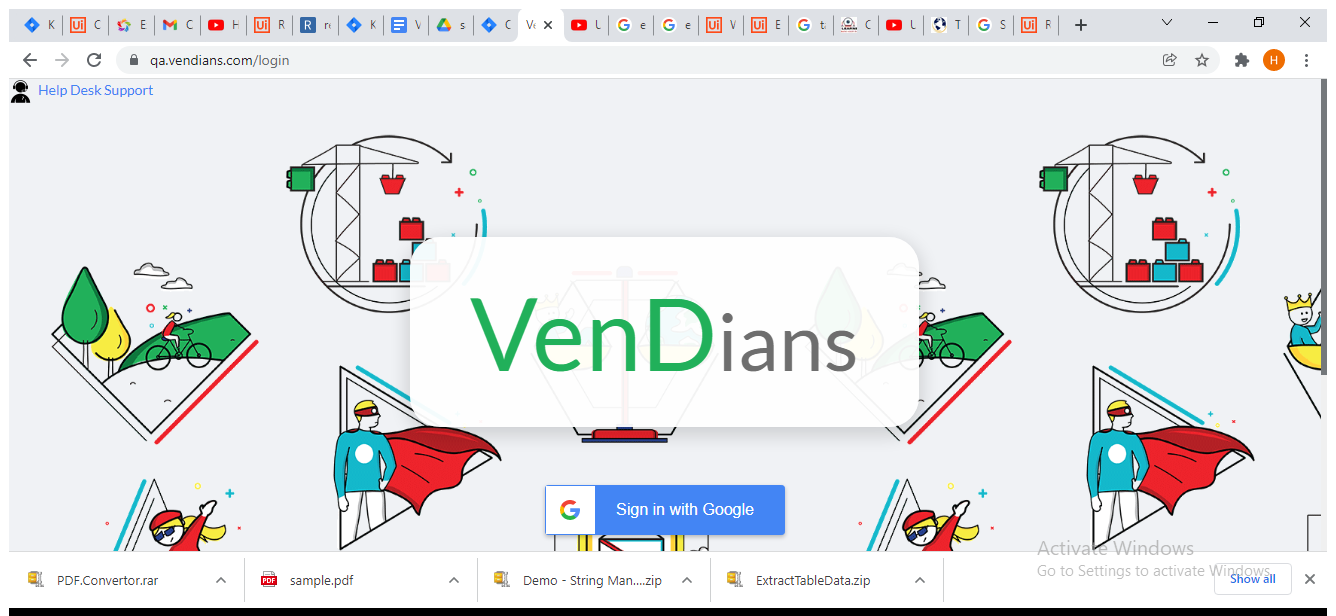 K
Ui C
E
C
H
Ui R
R re
K
V
s
C
Ve
U
G e
G e
Ui V
Ui E
G t
C
U
T
G S
Ui R
qa.vendians.com/login
H
Help Desk Support
VenDians
G Sign in with Google
Activate Windows
Go to Settings to activate Windows.
PDF.Convertor.rar
PDF sample.pdf
Demo - String Man....zip
ExtractTableData.zip
Show all